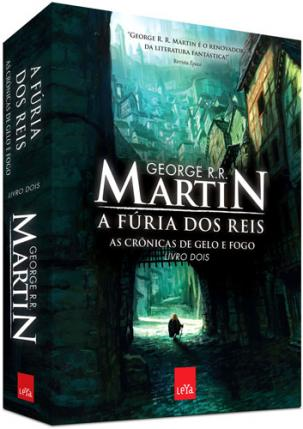 "GEORGE R. R. MARTIN É O RENOVADOR
DA LITERATURA FANTÁSTICA!"
Revista Época
GEORGE R.R.
MARTIN
A FÚRIA DOS REIS
AS CRÔNICAS DE GELO E FOGO
LIVRO DOIS
LeYa
A FÚRIA
DOS REIS
AS CRÔNICAS DE GELO E FOGO
LIVRO DOIS
GEORGE R.R.
MARTIN
LeYa